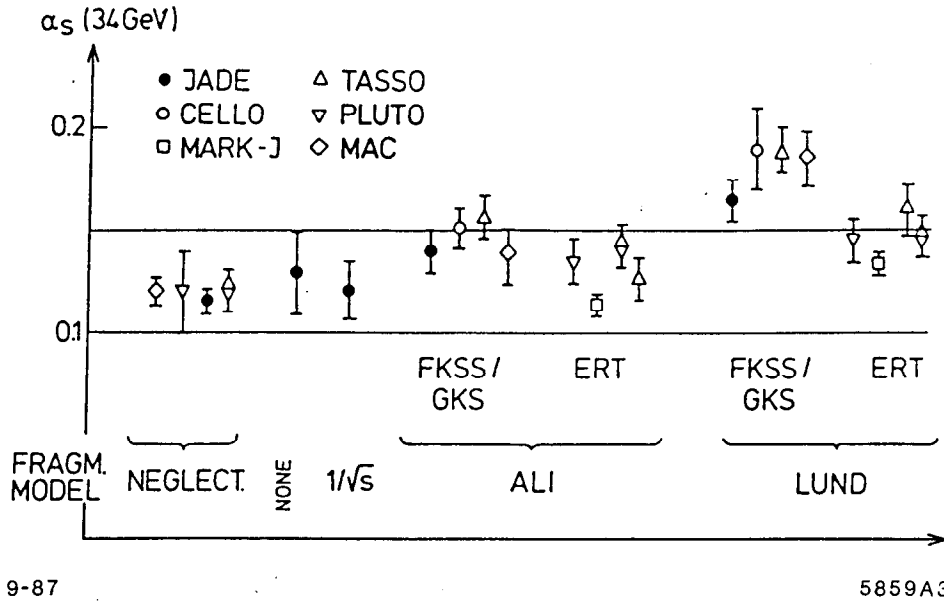 αs (34GeV)
JADE
TASSO
CELLO
PLUTO
MARK-J
MAC
0.2
0.1
FKSS/
GKS
ERT
FKSS/
GKS
ERT
FRAGM.
MODEL
NEGLECT.
NONE
1/√s
ALI
LUND
9-87
5859A3